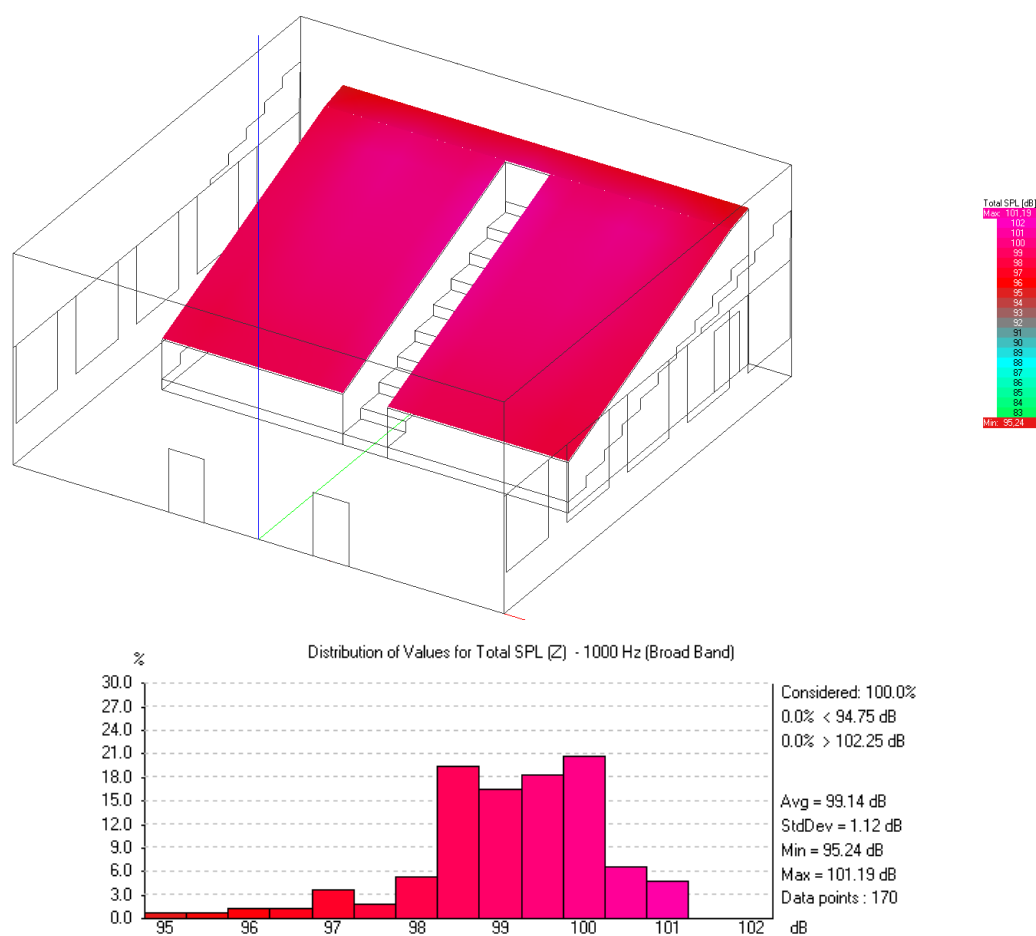 Total SPL [dB]
Max: 101,19
102
101
100
99
98
97
96
95
94
93
92
91
90
89
88
87
86
85
84
83
Min: 95,24
Distribution of Values for Total SPL (Z) - 1000 Hz (Broad Band)
%
30.0
27.0
24.0
21.0
18.0
15.0
12.0
9.0
6.0
3.0
0.0
95 96 97 98 99 100 101 102 dB
Considered: 100.0%
0.0% < 94.75 dB
0.0% > 102.25 dB
Avg = 99.14 dB
StdDev = 1.12 dB
Min = 95.24 dB
Max = 101.19 dB
Data points : 170